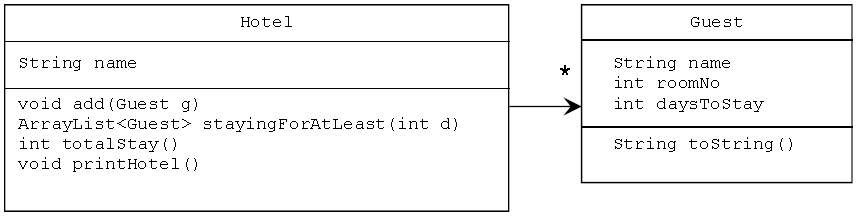 Hotel
String name
void add(Guest g)
ArrayList<Guest> stayingForAtLeast(int d)
int totalStay()
void printHotel()
*
Guest
String name
int roomNo
int daysToStay
String toString()